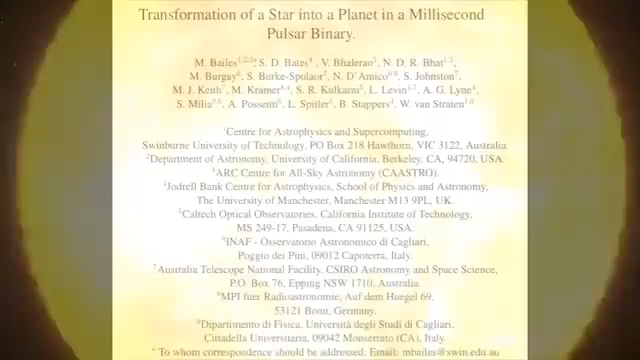 Transformation of a Star into a Planet in a Millisecond
Pulsar Binary.
M. Bailes1,2,3*, S. D. Bates4, V. Bhalerao5, N. D. R. Bhat1,3,
M. Burgay6, S. Burke-Spolaor7, N. D'Amico6,9, S. Johnston7,
M. J. Keith7, M. Kramer8,4, S. R. Kulkarni5, L. Levin1,7, A. G. Lyne4,
S. Milia9,6, A. Possenti6, L. Spitler1, B. Stappers4, W. van Straten1,3
1Centre for Astrophysics and Supercomputing,
Swinburne University of Technology, PO Box 218 Hawthorn, VIC 3122, Australia.
2Department of Astronomy, University of California, Berkeley, CA, 94720, USA.
3ARC Centre for All-Sky Astronomy (CAASTRO).
4Jodrell Bank Centre for Astrophysics, School of Physics and Astronomy,
The University of Manchester, Manchester M13 9PL, UK.
5Caltech Optical Observatories, California Institute of Technology,
MS 249-17, Pasadena, CA 91125, USA.
6INAF - Osservatorio Astronomico di Cagliari,
Poggio dei Pini, 09012 Capoterra, Italy.
7Australia Telescope National Facility, CSIRO Astronomy and Space Science,
P.O. Box 76, Epping NSW 1710, Australia.
8MPI fuer Radioastronomie, Auf dem Huegel 69,
53121 Bonn, Germany.
9Dipartimento di Fisica, Università degli Studi di Cagliari,
Cittadella Universitaria, 09042 Monserrato (CA), Italy.
* To whom correspondence should be addressed; Email: mbailes@swin.edu.au